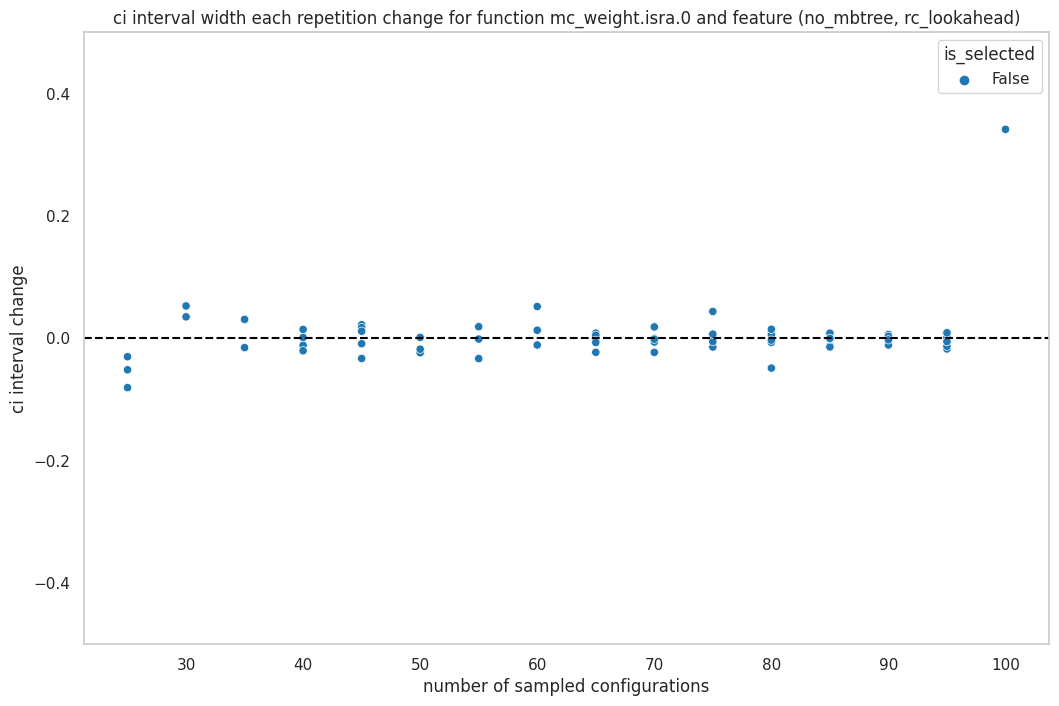 ci interval width each repetition change for function mc_weight.isra.0 and feature (no_mbtree, rc_lookahead)
is_selected
False
0.4
0.2
0.0
−0.2
−0.4
ci interval change
30 40 50 60 70 80 90 100
number of sampled configurations